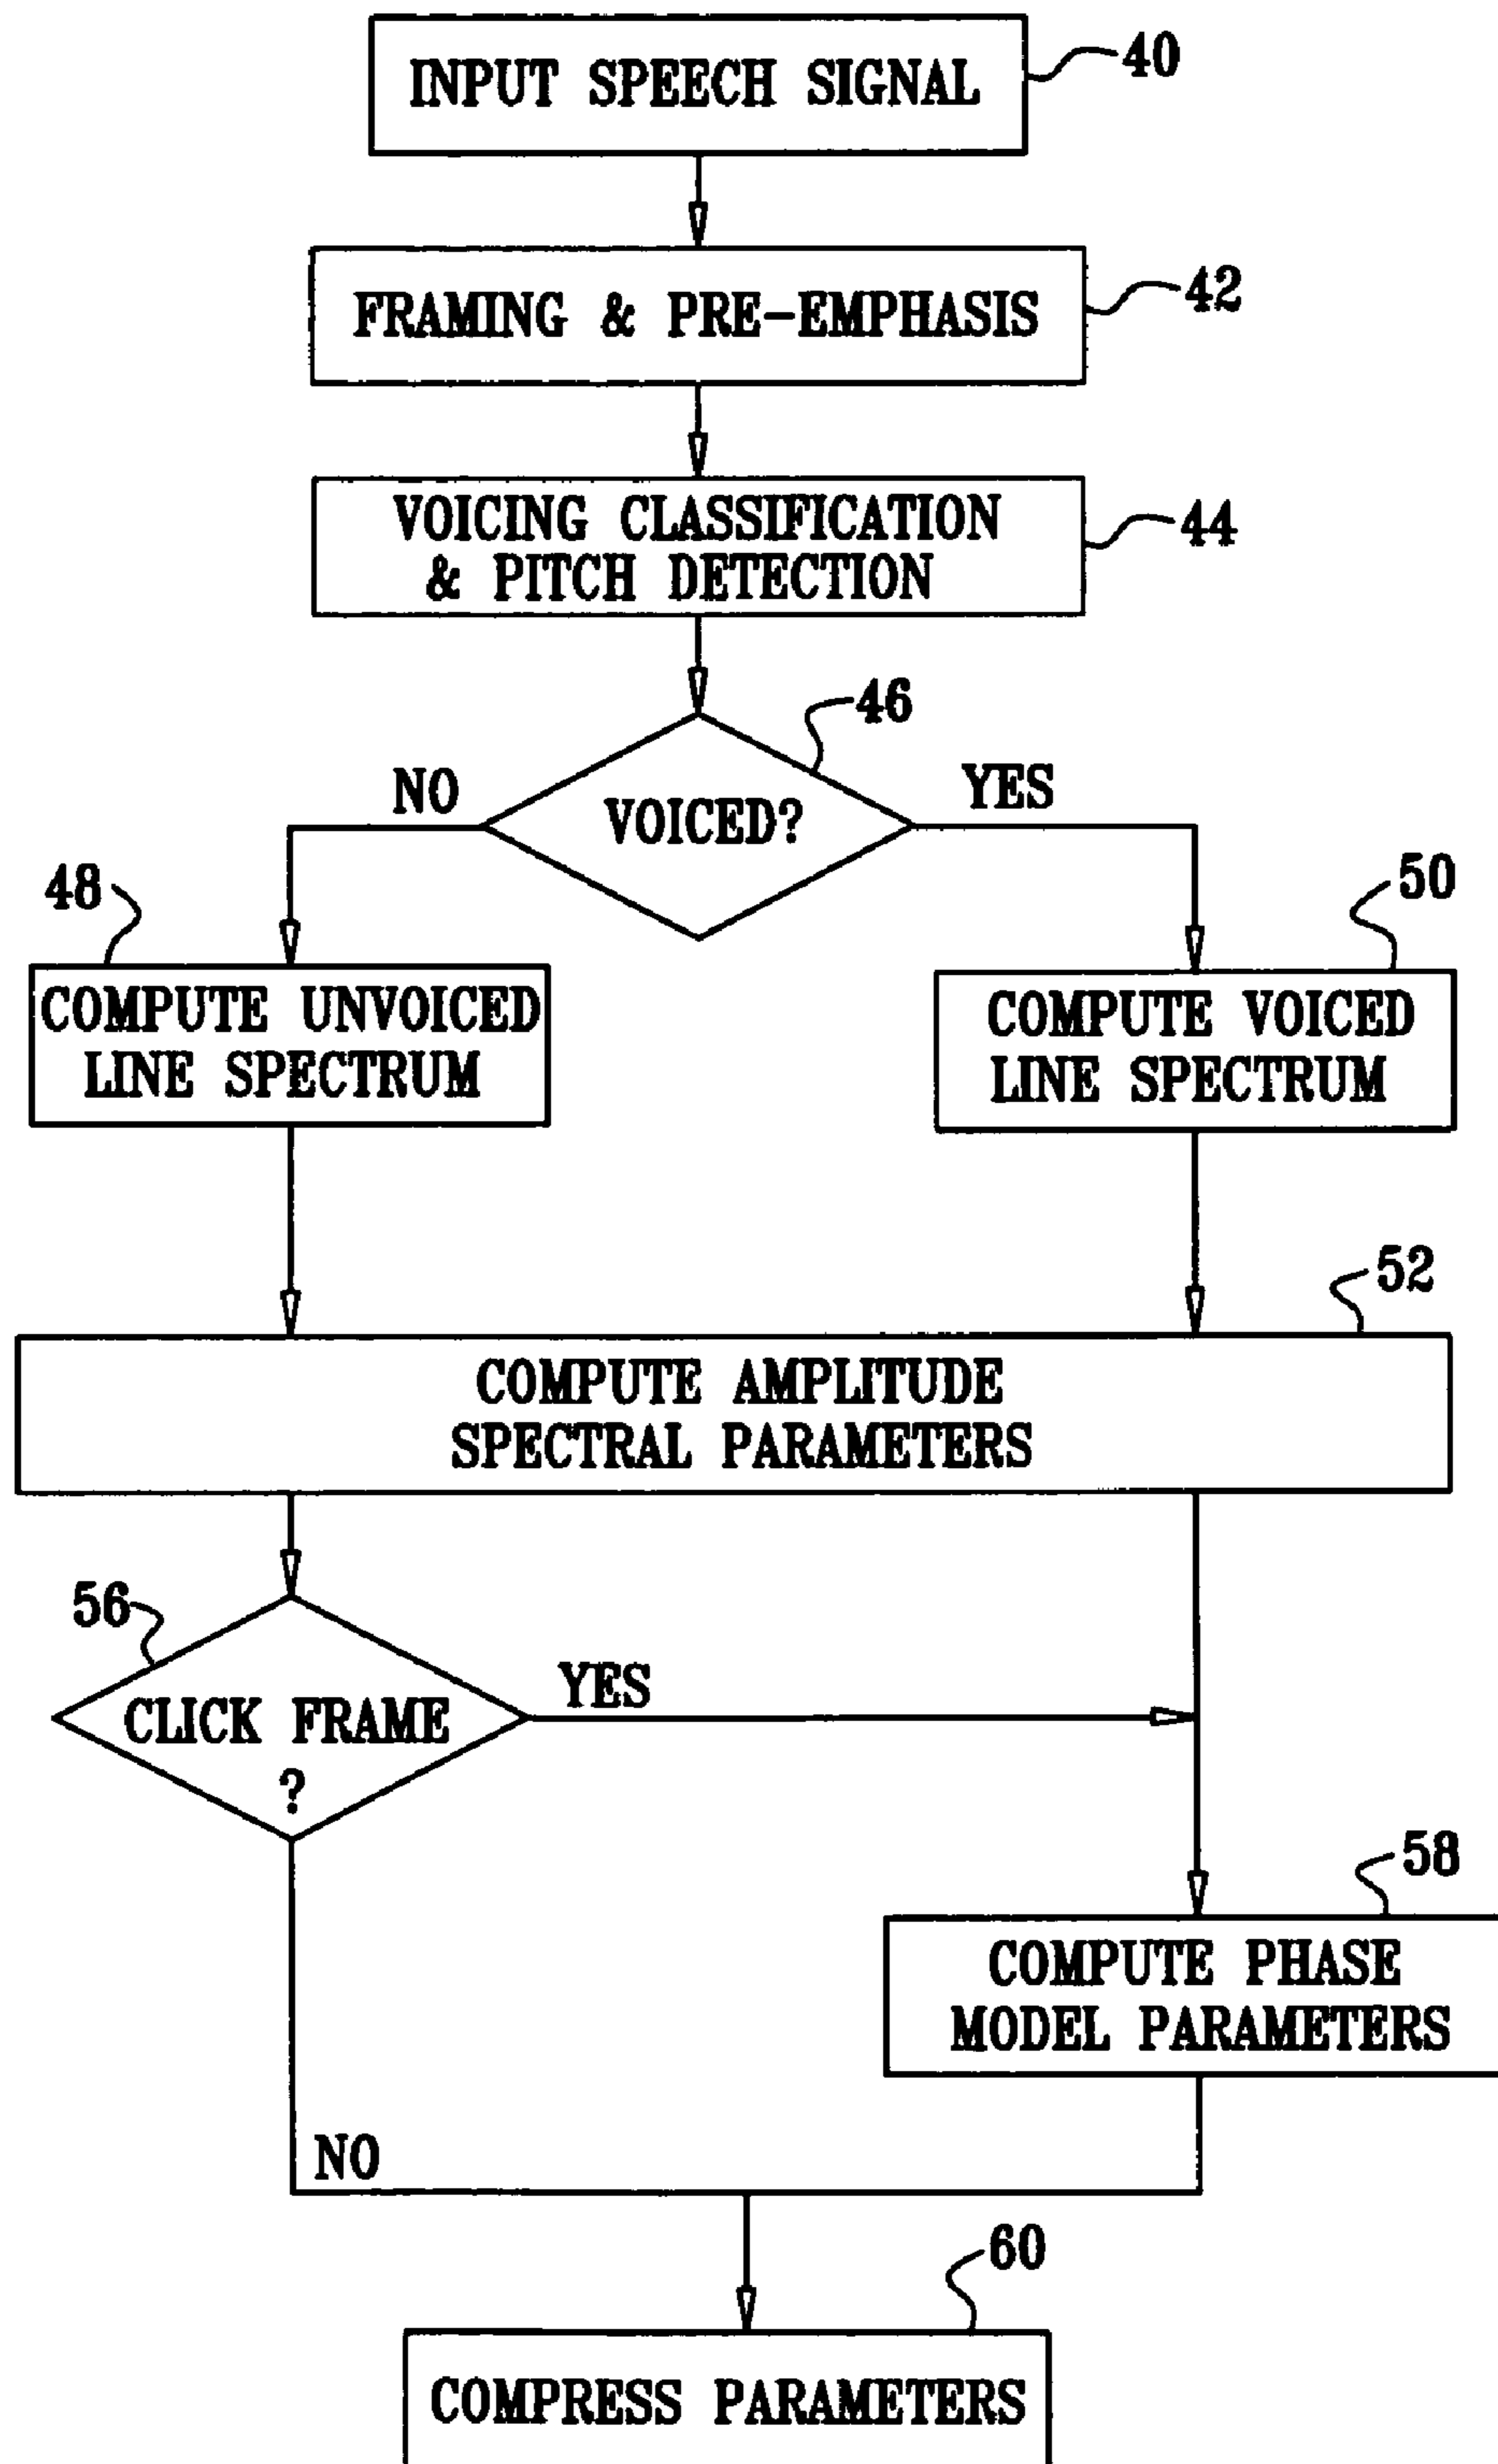 INPUT SPEECH SIGNAL
40
FRAMING & PRE-EMPHASIS
42
VOICING CLASSIFICATION
& PITCH DETECTION
44
46
NO
VOICED?
YES
48
50
COMPUTE UNVOICED
LINE SPECTRUM
COMPUTE VOICED
LINE SPECTRUM
52
COMPUTE AMPLITUDE
SPECTRAL PARAMETERS
56
CLICK FRAME
?
YES
58
COMPUTE PHASE
MODEL PARAMETERS
NO
60
COMPRESS PARAMETERS